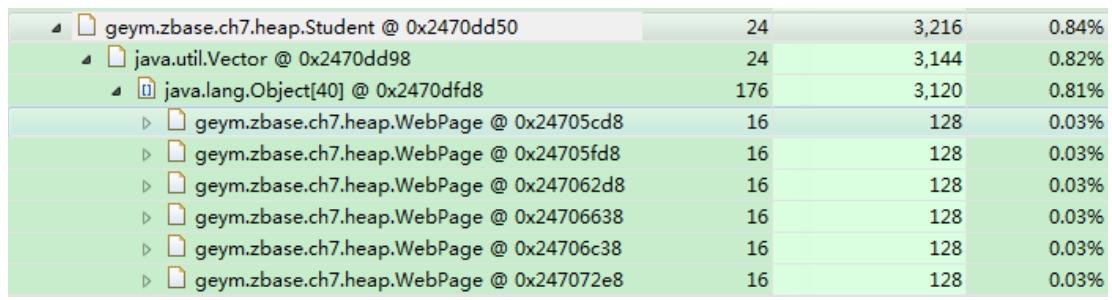 geym.zbase.ch7.heap.Student @ 0x2470dd50 24 3,216 0.84%
java.util.Vector @ 0x2470dd98 24 3,144 0.82%
java.lang.Object[40] @ 0x2470dfd8 176 3,120 0.81%
geym.zbase.ch7.heap.WebPage @ 0x24705cd8 16 128 0.03%
geym.zbase.ch7.heap.WebPage @ 0x24705fd8 16 128 0.03%
geym.zbase.ch7.heap.WebPage @ 0x247062d8 16 128 0.03%
geym.zbase.ch7.heap.WebPage @ 0x24706638 16 128 0.03%
geym.zbase.ch7.heap.WebPage @ 0x24706c38 16 128 0.03%
geym.zbase.ch7.heap.WebPage @ 0x247072e8 16 128 0.03%